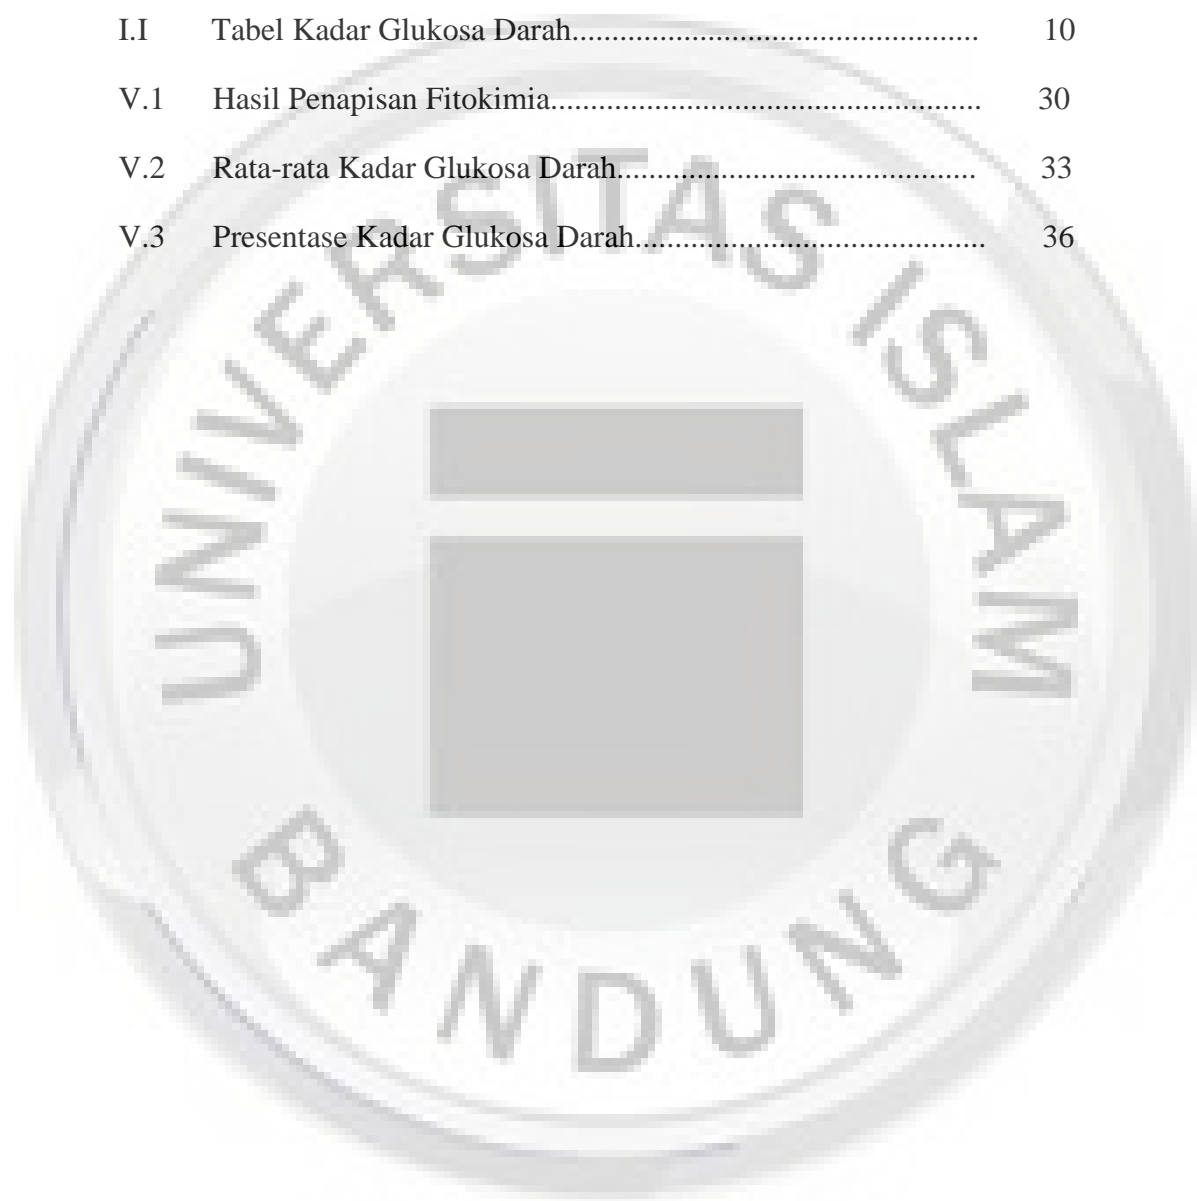 I.I Tabel Kadar Glukosa Darah................................................... 10
V.1 Hasil Penapisan Fitokimia...................................................... 30
V.2 Rata-rata Kadar Glukosa Darah............................................. 33
V.3 Presentase Kadar Glukosa Darah............................................ 36
UNIVERSITAS ISLAM
BANDUNG